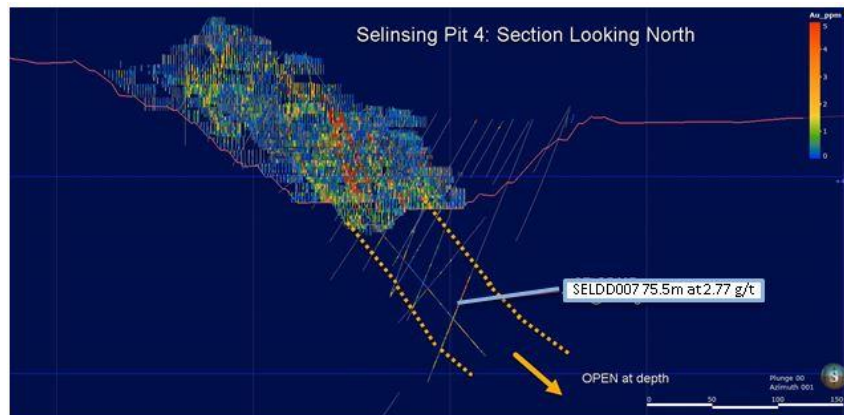 Au_ppm
Selinsing Pit 4: Section Looking North
5
4
3
2
1
0
SELDD007 75.5m at 2.77 g/t
OPEN at depth
Plunge 00
Azimuth 001
S
0 50 100 150